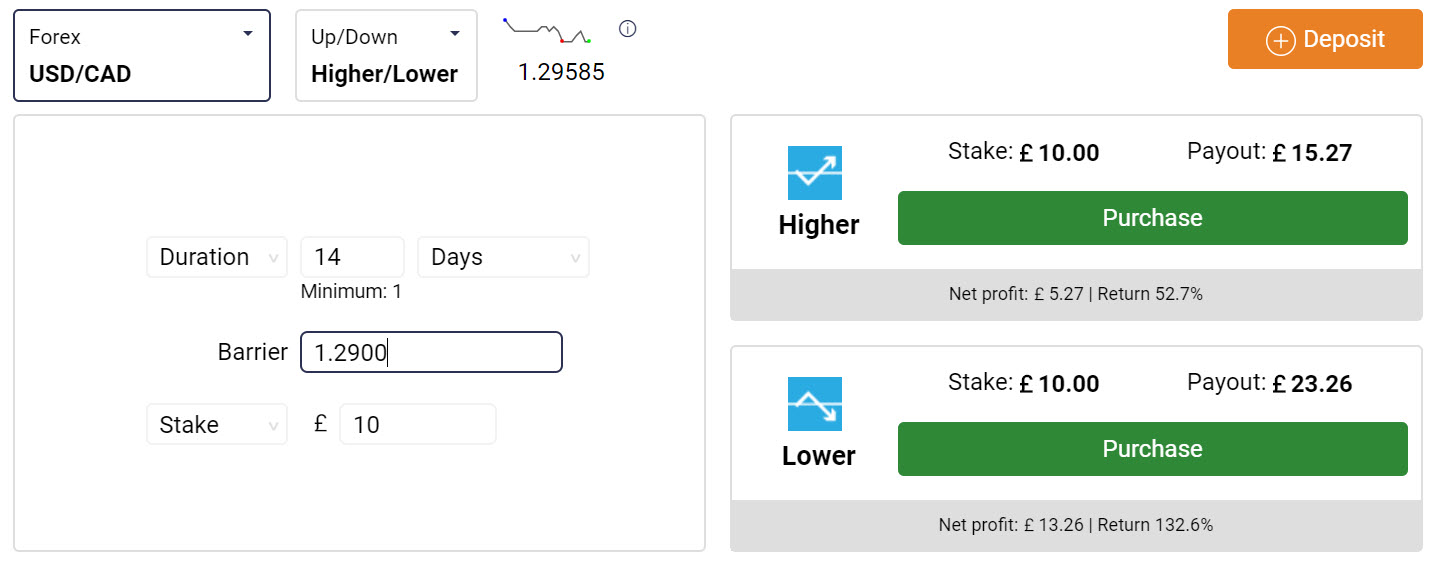 Forex
USD/CAD
Up/Down
Higher/Lower
1.29585
Deposit
Duration 14 Days
Minimum: 1
Barrier 1.2900
Stake £ 10
Higher
Stake: £ 10.00 Payout: £ 15.27
Purchase
Net profit: £ 5.27 | Return 52.7%
Lower
Stake: £ 10.00 Payout: £ 23.26
Purchase
Net profit: £ 13.26 | Return 132.6%